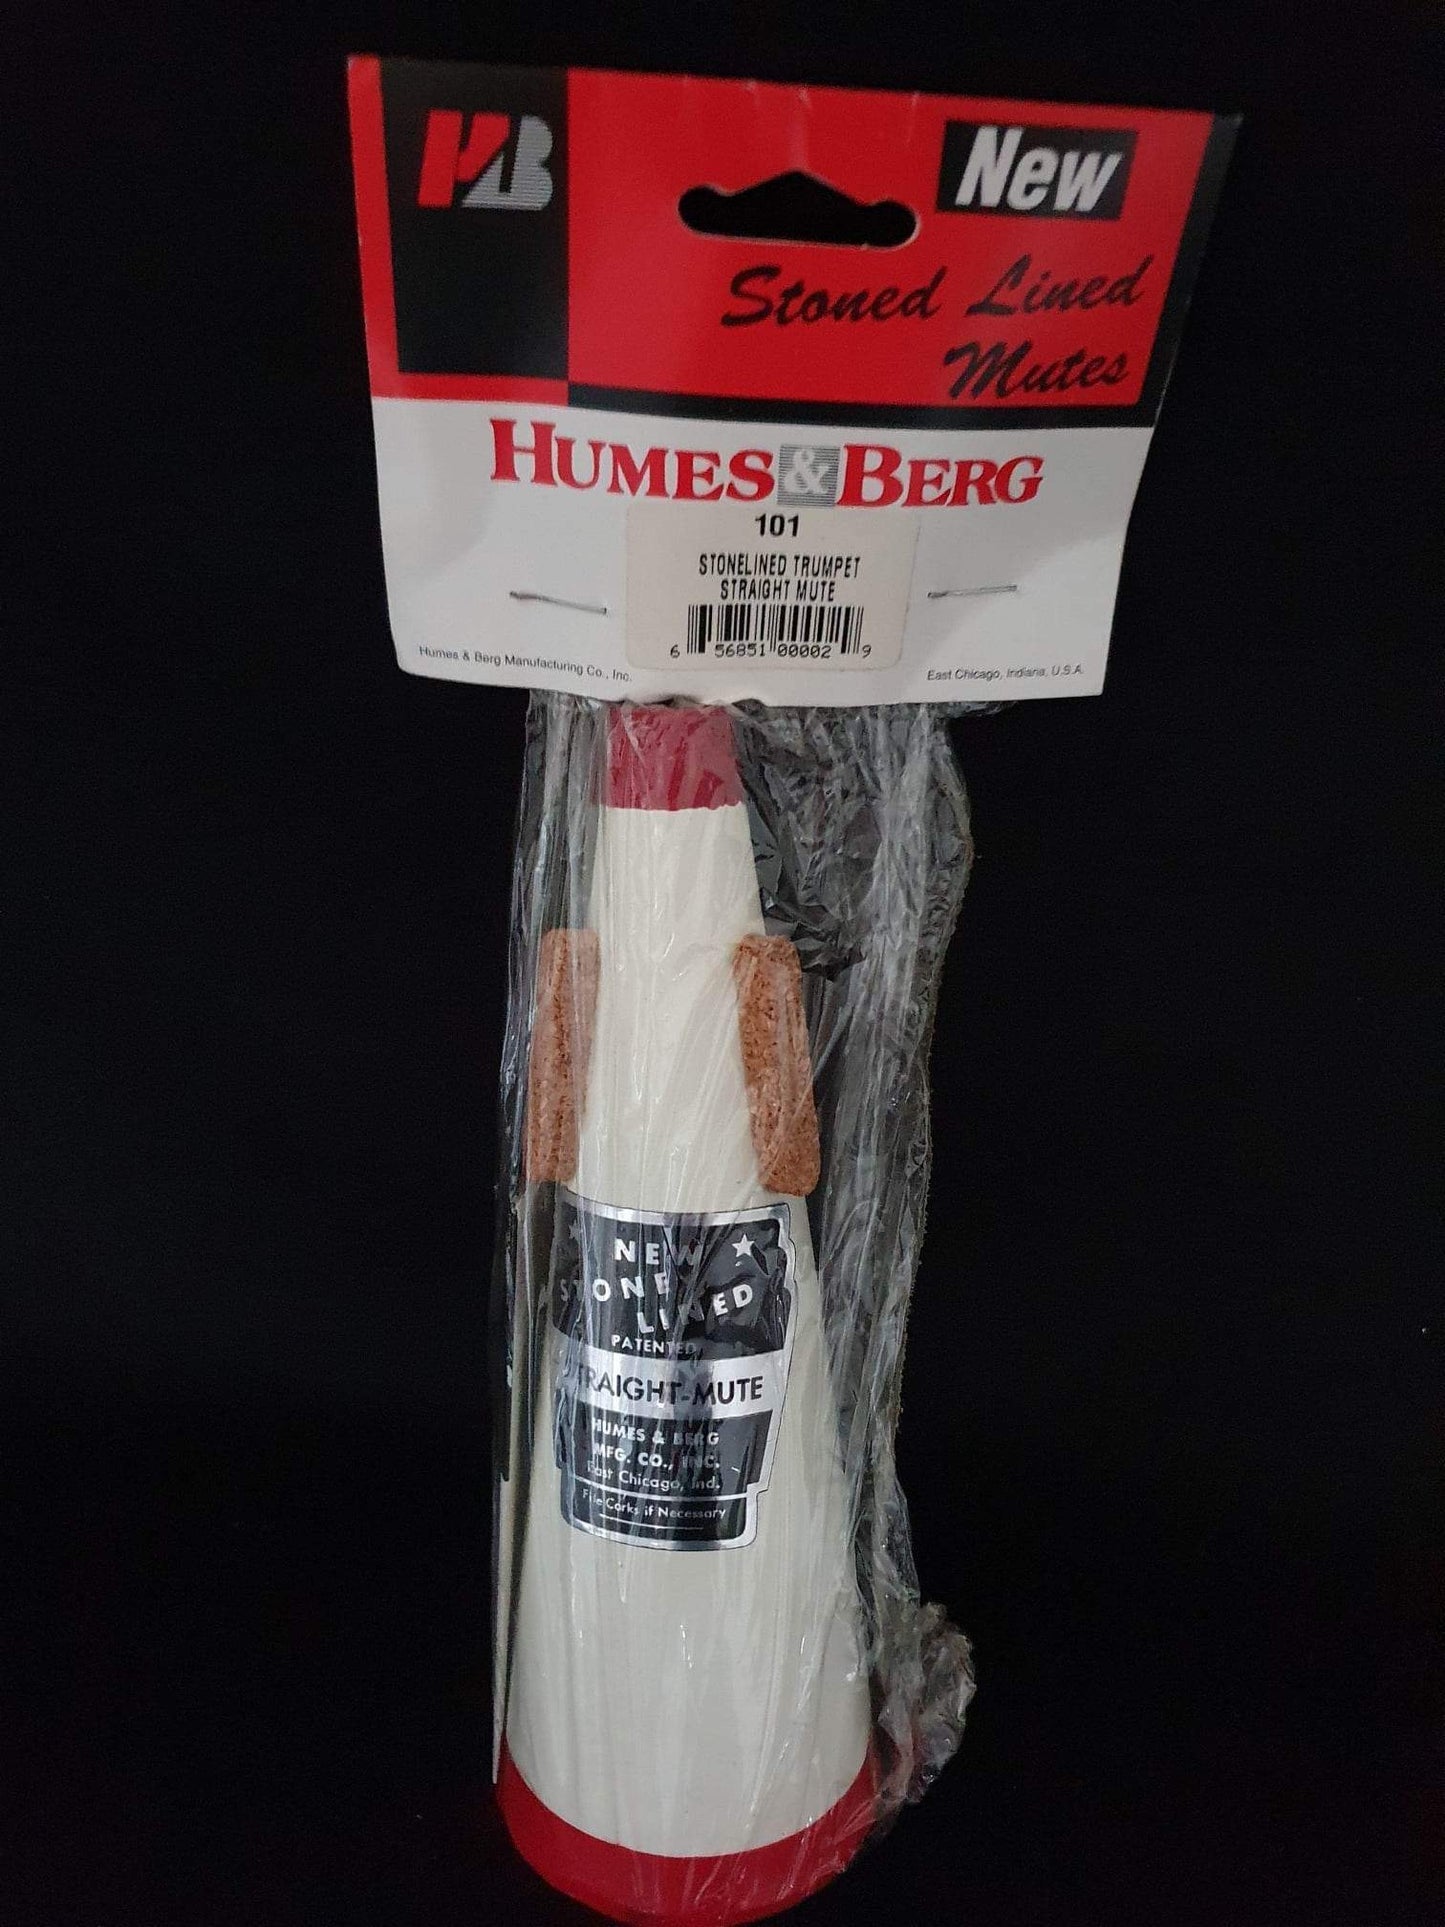 HB
New
Stoned Lined
Mutes
HUMES & BERG
101
STONELINED TRUMPET
STRAIGHT MUTE
6 56851 00002 9
Humes & Berg Manufacturing Co., Inc.
East Chicago, Indiana, U.S.A.
NEW
STONE
LINED
PATENTED
STRAIGHT-MUTE
HUMES & BERG
MFG. CO., INC.
East Chicago, Ind.
File Corks if Necessary